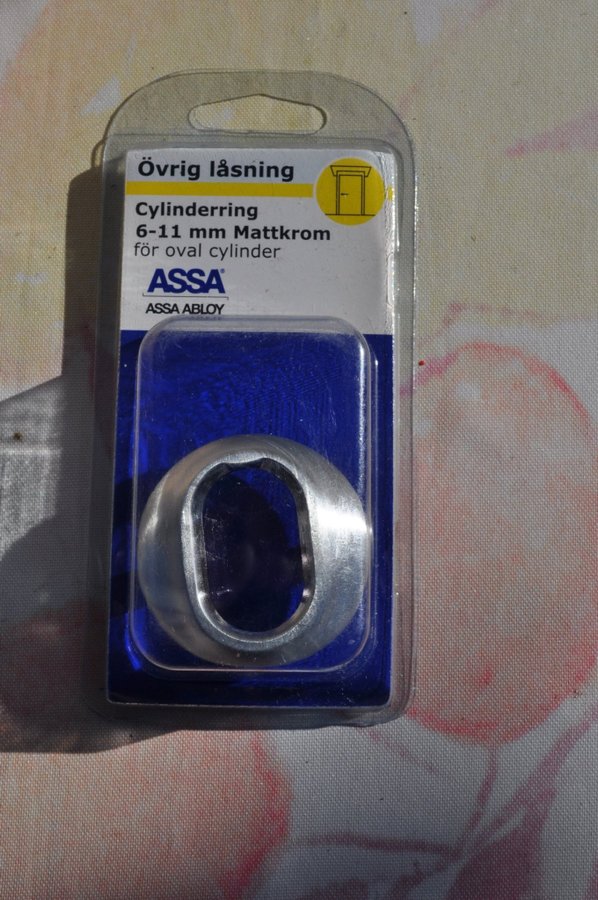 Övrig låsning
Cylinderring
6-11 mm Mattkrom
för oval cylinder
ASSA®
ASSA ABLOY